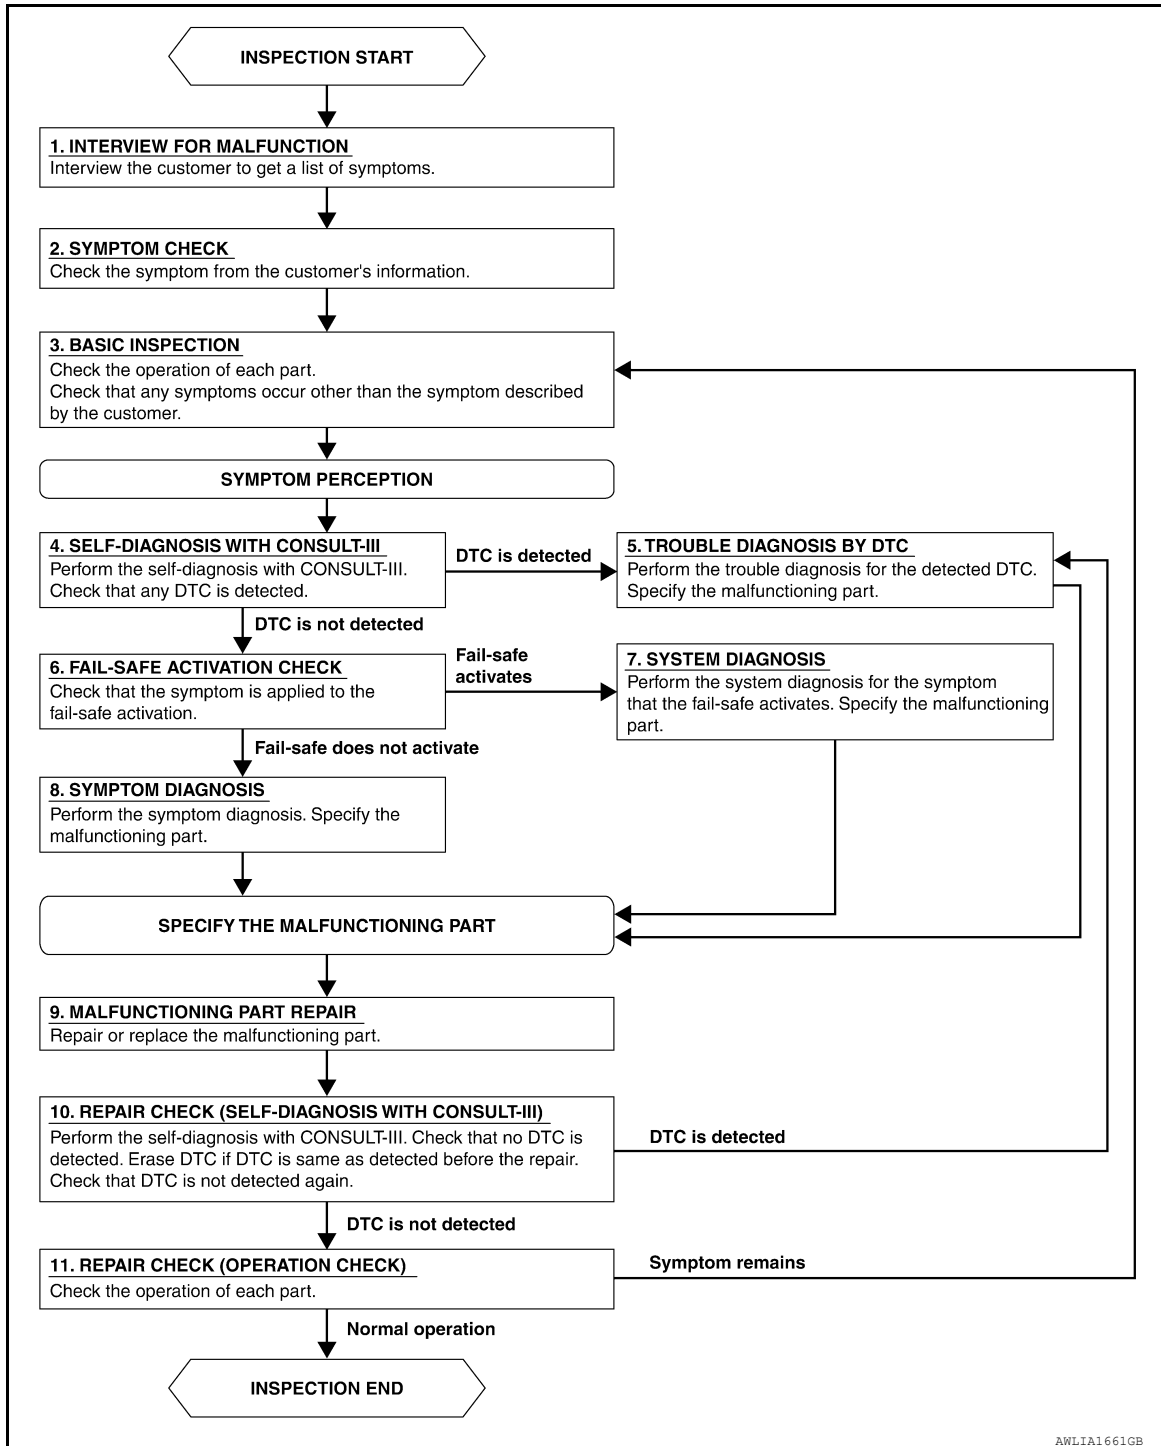 INSPECTION START
1. INTERVIEW FOR MALFUNCTION
Interview the customer to get a list of symptoms.
2. SYMPTOM CHECK
Check the symptom from the customer's information.
3. BASIC INSPECTION
Check the operation of each part.
Check that any symptoms occur other than the symptom described
by the customer.
SYMPTOM PERCEPTION
4. SELF-DIAGNOSIS WITH CONSULT-III
Perform the self-diagnosis with CONSULT-III.
Check that any DTC is detected.
DTC is detected
5. TROUBLE DIAGNOSIS BY DTC
Perform the trouble diagnosis for the detected DTC.
Specify the malfunctioning part.
DTC is not detected
6. FAIL-SAFE ACTIVATION CHECK
Check that the symptom is applied to the
fail-safe activation.
Fail-safe
activates
7. SYSTEM DIAGNOSIS
Perform the system diagnosis for the symptom
that the fail-safe activates. Specify the malfunctioning
part.
Fail-safe does not activate
8. SYMPTOM DIAGNOSIS
Perform the symptom diagnosis. Specify the
malfunctioning part.
SPECIFY THE MALFUNCTIONING PART
9. MALFUNCTIONING PART REPAIR
Repair or replace the malfunctioning part.
10. REPAIR CHECK (SELF-DIAGNOSIS WITH CONSULT-III)
Perform the self-diagnosis with CONSULT-III. Check that no DTC is
detected. Erase DTC if DTC is same as detected before the repair.
Check that DTC is not detected again.
DTC is detected
DTC is not detected
11. REPAIR CHECK (OPERATION CHECK)
Check the operation of each part.
Symptom remains
Normal operation
INSPECTION END
AWLIA1661GB